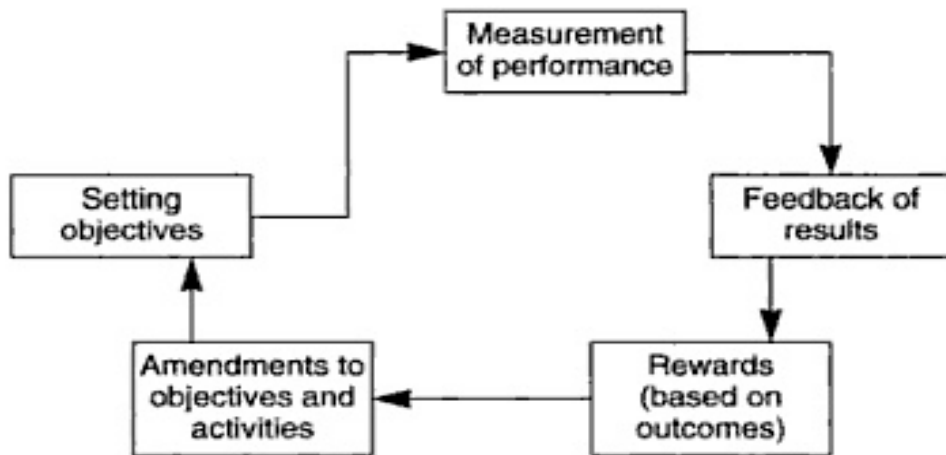 Measurement
of performance
Setting
objectives
Feedback of
results
Amendments to
objectives and
activities
Rewards
(based on
outcomes)